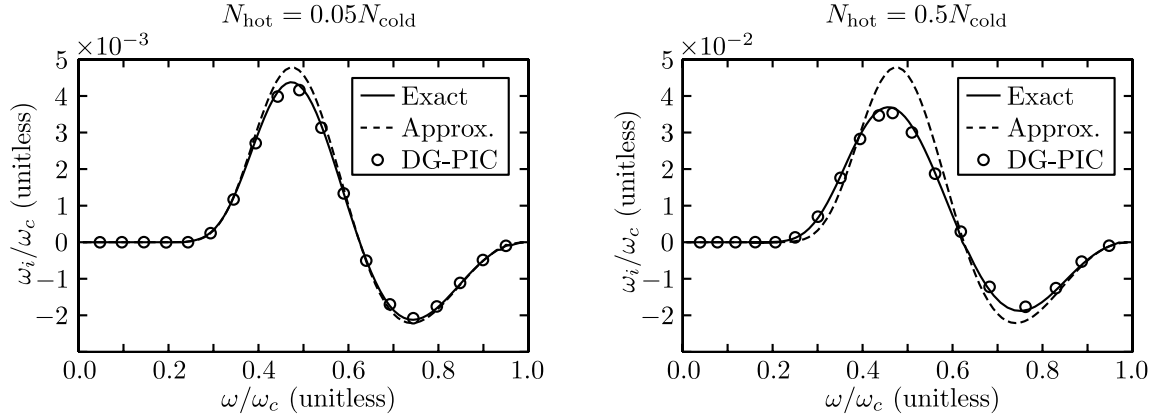 N_hot = 0.05N_cold
×10⁻³
5
4
3
2
1
0
−1
−2
ω_i/ω_c (unitless)
Exact
Approx.
DG-PIC
0.0 0.2 0.4 0.6 0.8 1.0
ω/ω_c (unitless)
N_hot = 0.5N_cold
×10⁻²
5
4
3
2
1
0
−1
−2
ω_i/ω_c (unitless)
Exact
Approx.
DG-PIC
0.0 0.2 0.4 0.6 0.8 1.0
ω/ω_c (unitless)